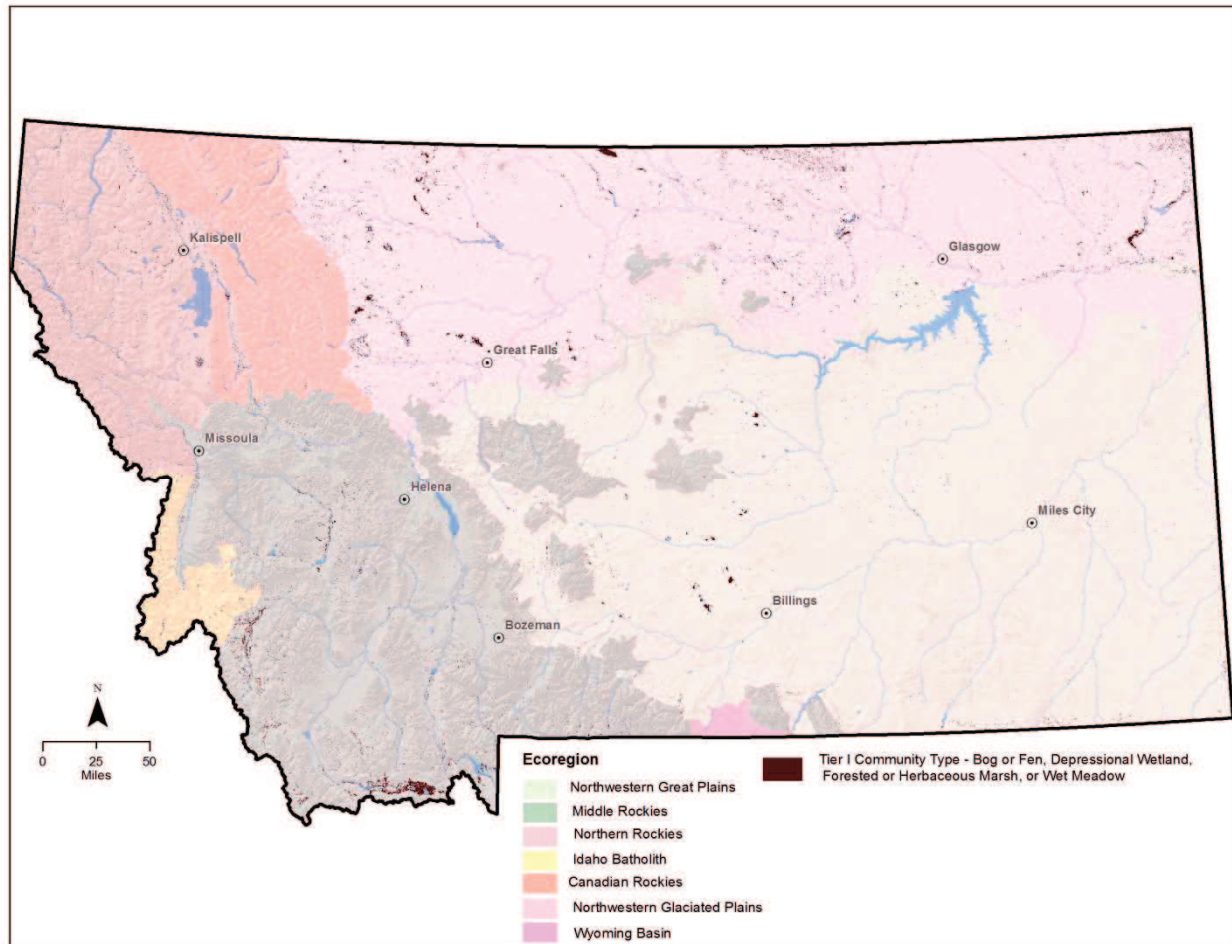 Kalispell
Glasgow
Great Falls
Missoula
Helena
Miles City
Billings
Bozeman
N
0 25 50
Miles
Ecoregion
Northwestern Great Plains
Middle Rockies
Northern Rockies
Idaho Batholith
Canadian Rockies
Northwestern Glaciated Plains
Wyoming Basin
Tier I Community Type - Bog or Fen, Depressional Wetland,
Forested or Herbaceous Marsh, or Wet Meadow